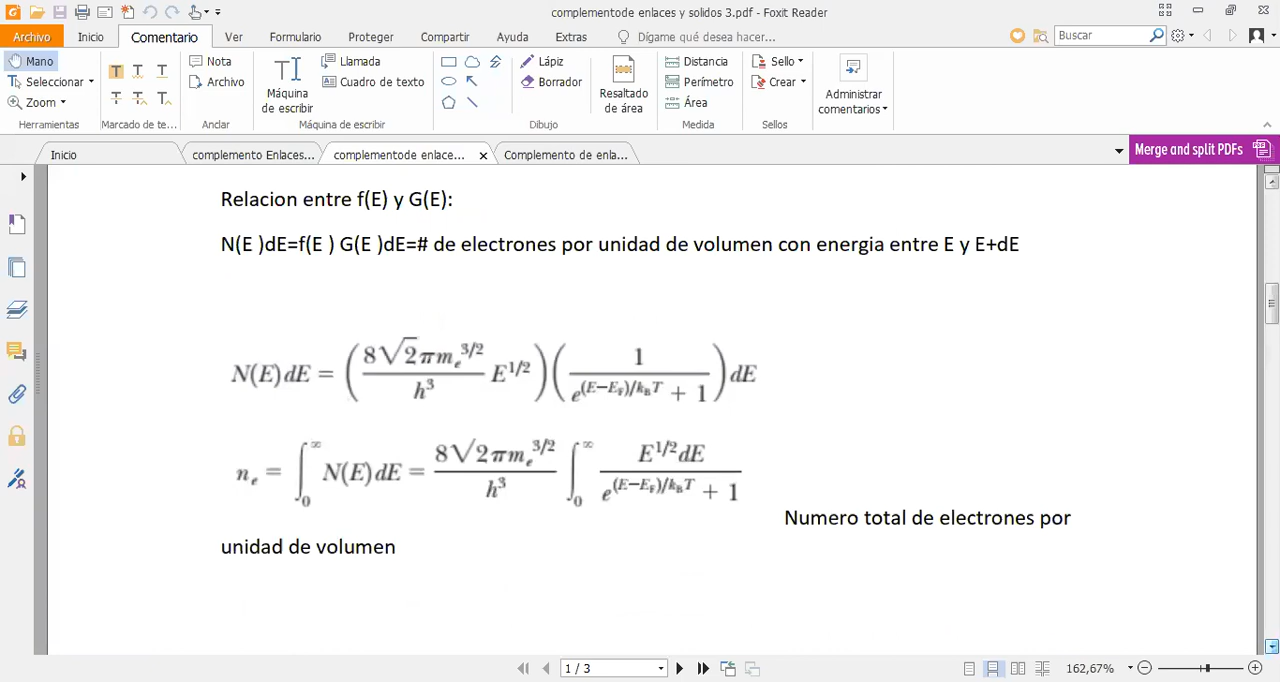 complementode enlaces y solidos 3.pdf - Foxit Reader
Archivo Inicio Comentario Ver Formulario Proteger Compartir Ayuda Extras Dígame qué desea hacer... Buscar
Mano
Seleccionar
Zoom
Herramientas
T T T
T T T
Marcado de te...
Nota
Archivo
Anclar
Máquina de escribir
Llamada
Cuadro de texto
Máquina de escribir
Lápiz
Borrador
Dibujo
Resaltado de área
Distancia
Perímetro
Área
Medida
Sello
Crear
Sellos
Administrar comentarios
Inicio complemento Enlaces... complementode enlace... Complemento de enla...
Merge and split PDFs
Relacion entre f(E) y G(E):
N(E )dE=f(E ) G(E )dE=# de electrones por unidad de volumen con energia entre E y E+dE
N(E) dE = (8√2πm_e^{3/2} / h^3 E^{1/2}) (1 / e^{(E−E_F)/k_BT} + 1) dE
n_e = ∫_0^∞ N(E) dE = 8√2πm_e^{3/2} / h^3 ∫_0^∞ E^{1/2} dE / e^{(E−E_F)/k_BT} + 1
Numero total de electrones por
unidad de volumen
1 / 3
162,67%